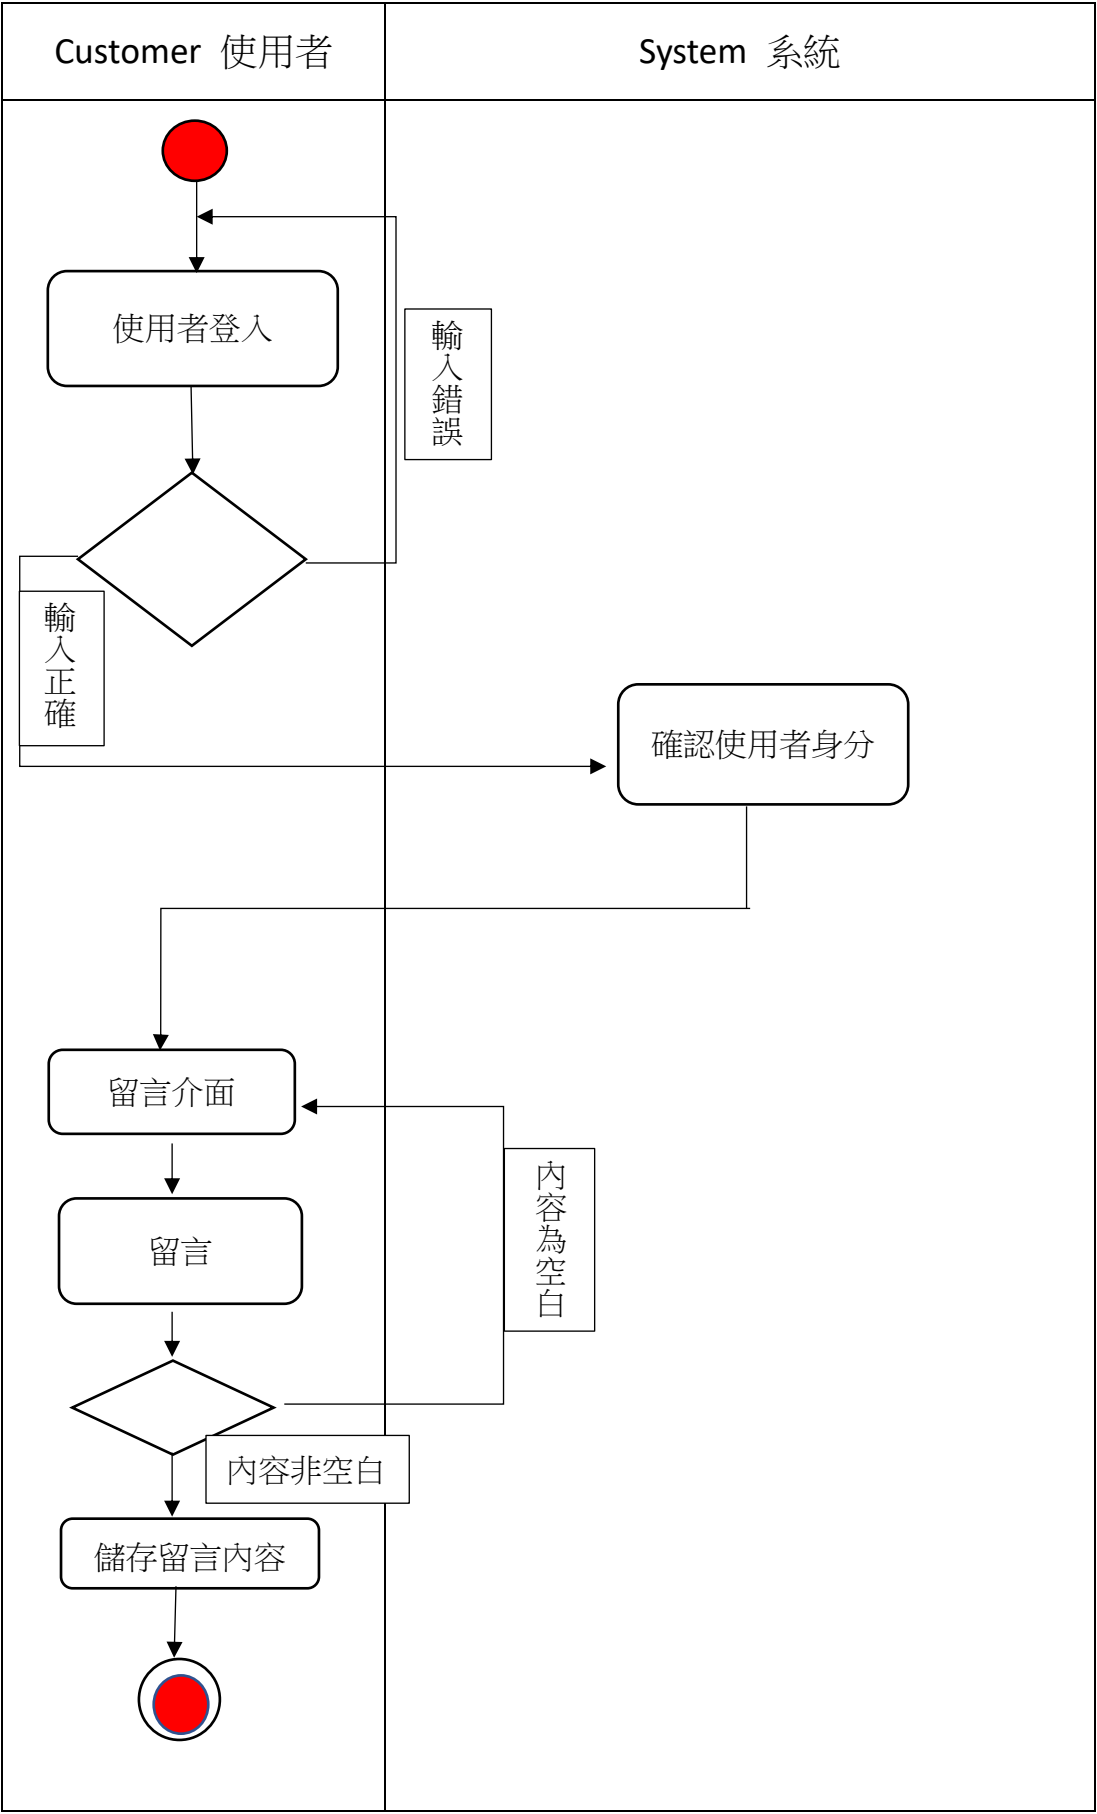 Customer 使用者
System 系統
使用者登入
輸入錯誤
輸入正確
確認使用者身分
留言介面
內容為空白
留言
內容非空白
儲存留言內容